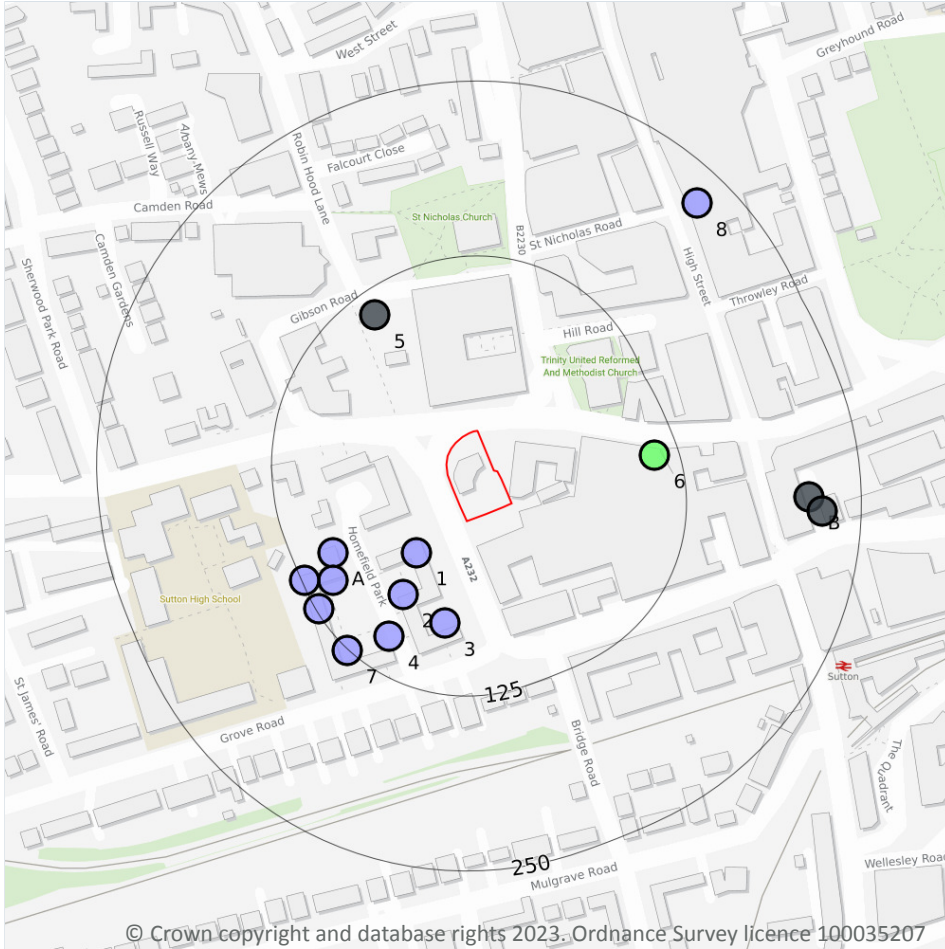 Greyhound Road
West Street
Russell Way
Albany Mews
Robin Hood Lane
Falcourt Close
Camden Road
St Nicholas Church
B2230
St Nicholas Road
8
Camden Gardens
Sherwood Park Road
High Street
Throwley Road
Gibson Road
5
Hill Road
Trinity United Reformed
And Methodist Church
6
B
Homefield Park
A232
A
1
2
3
4
7
Sutton High School
125
Sutton
St James' Road
Grove Road
Bridge Road
The Quadrant
250
Mulgrave Road
Wellesley Road
© Crown copyright and database rights 2023. Ordnance Survey licence 100035207